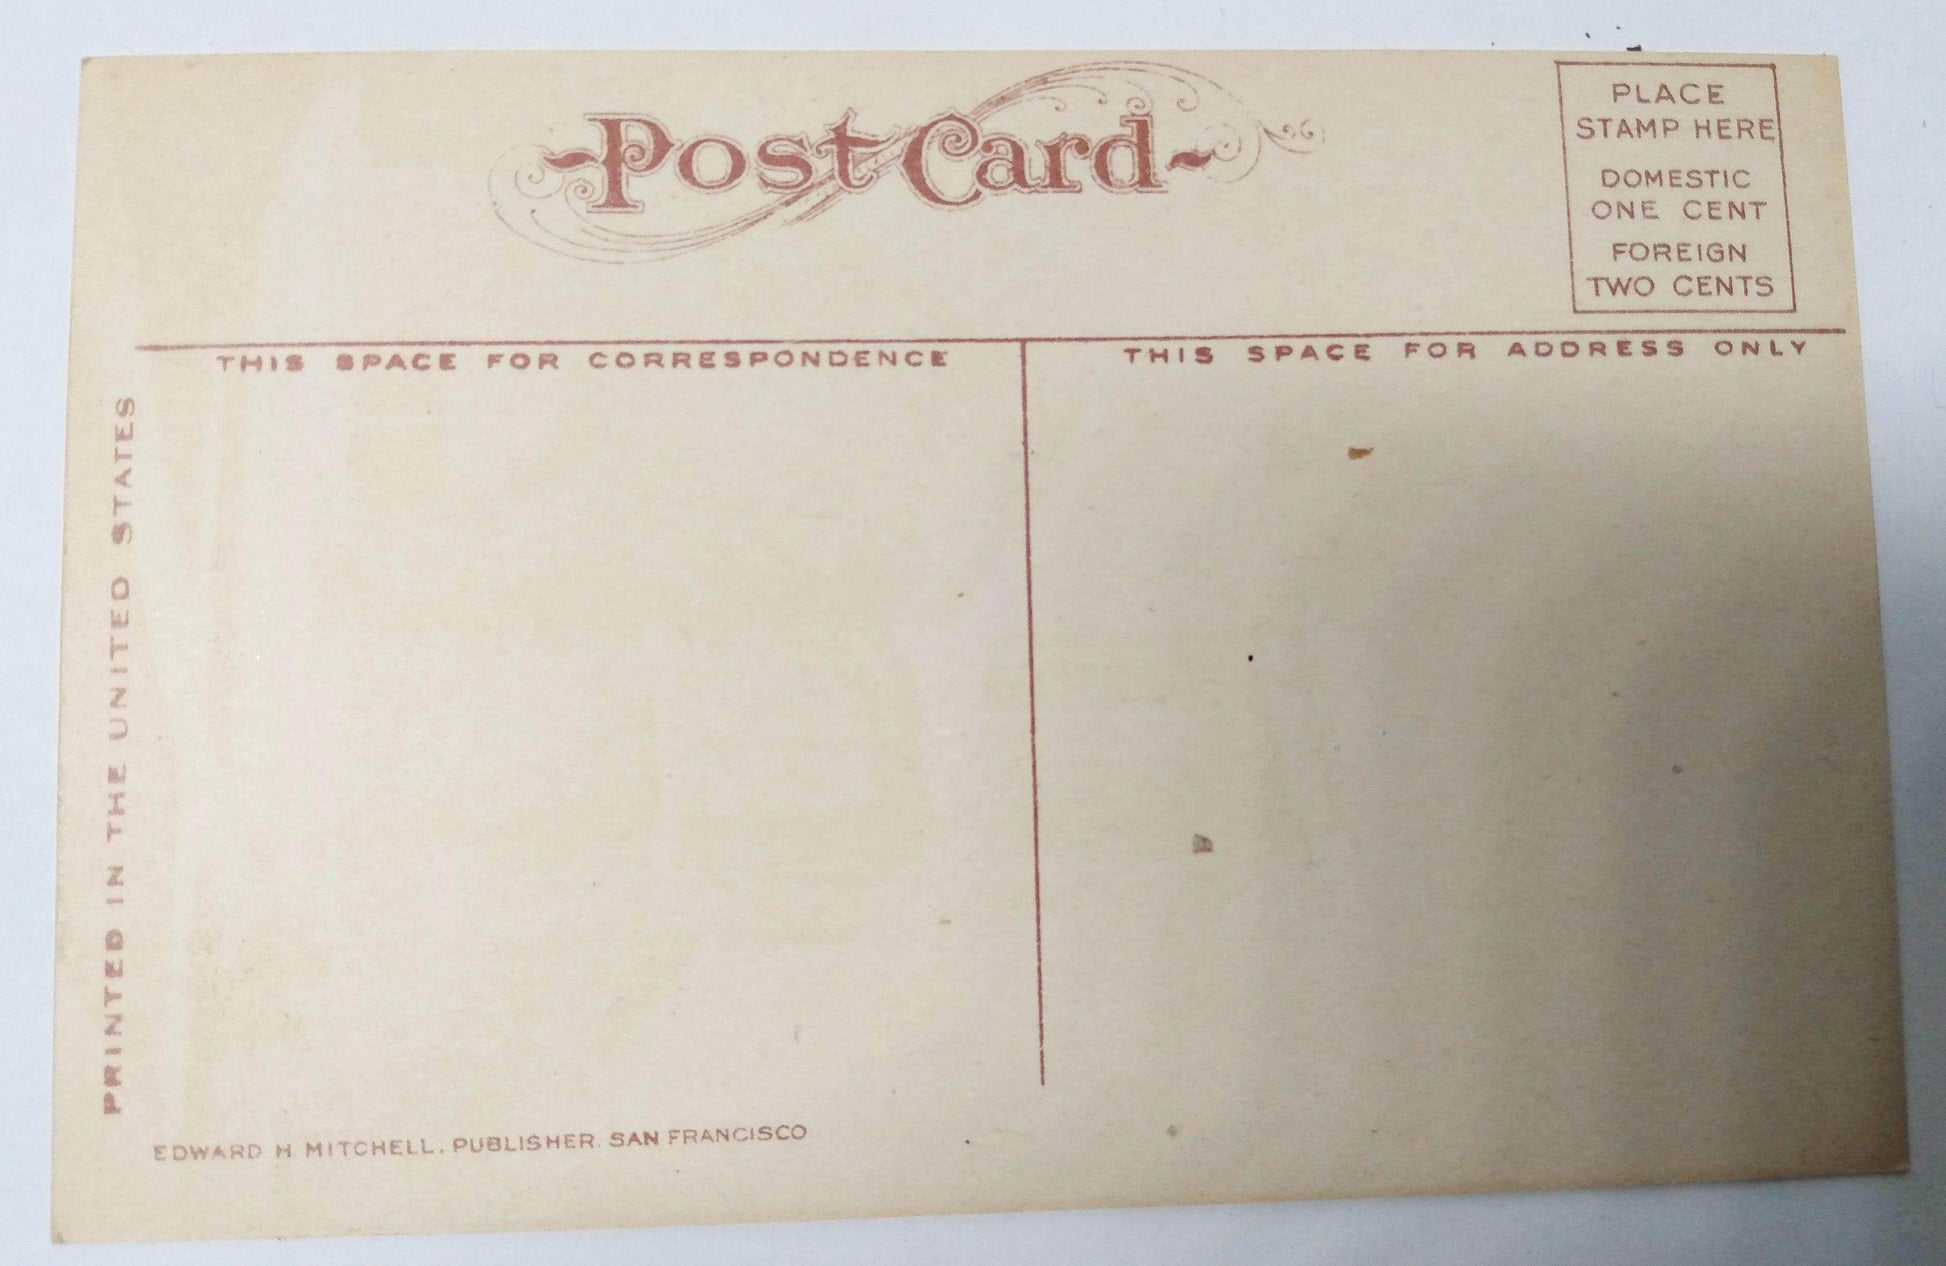 Post Card
PLACE
STAMP HERE
DOMESTIC
ONE CENT
FOREIGN
TWO CENTS
THIS SPACE FOR CORRESPONDENCE
THIS SPACE FOR ADDRESS ONLY
PRINTED IN THE UNITED STATES
EDWARD H. MITCHELL, PUBLISHER, SAN FRANCISCO